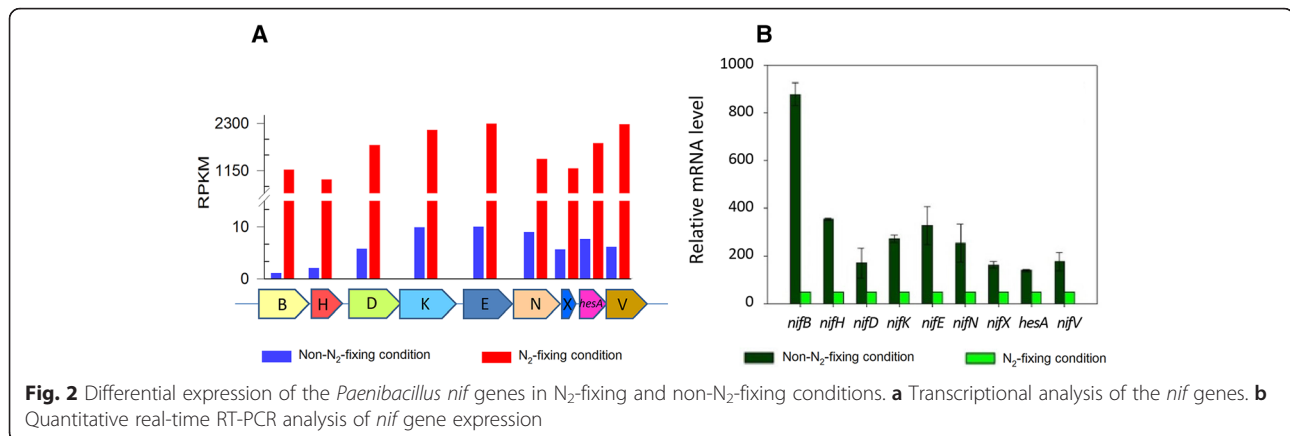 A
B
RPKM
2300
1150
10
0
B H D K E N X hesA V
Non-N₂-fixing condition N₂-fixing condition
Relative mRNA level
1000
800
600
400
200
0
nifB nifH nifD nifK nifE nifN nifX hesA nifV
Non-N₂-fixing condition N₂-fixing condition
Fig. 2 Differential expression of the Paenibacillus nif genes in N₂-fixing and non-N₂-fixing conditions. a Transcriptional analysis of the nif genes. b
Quantitative real-time RT-PCR analysis of nif gene expression